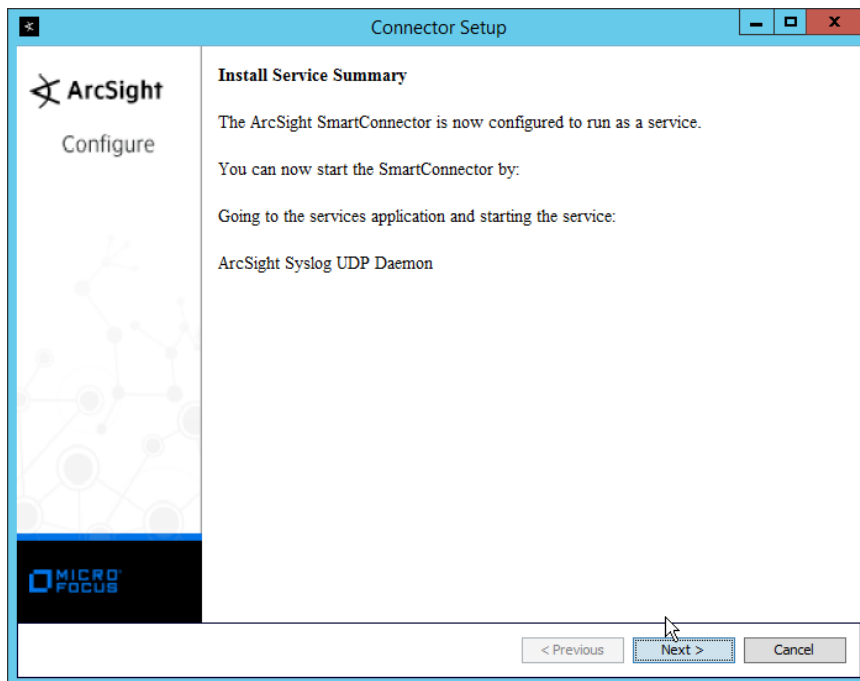 Connector Setup
ArcSight
Configure
Install Service Summary
The ArcSight SmartConnector is now configured to run as a service.
You can now start the SmartConnector by:
Going to the services application and starting the service:
ArcSight Syslog UDP Daemon
MICRO
FOCUS
< Previous
Next >
Cancel